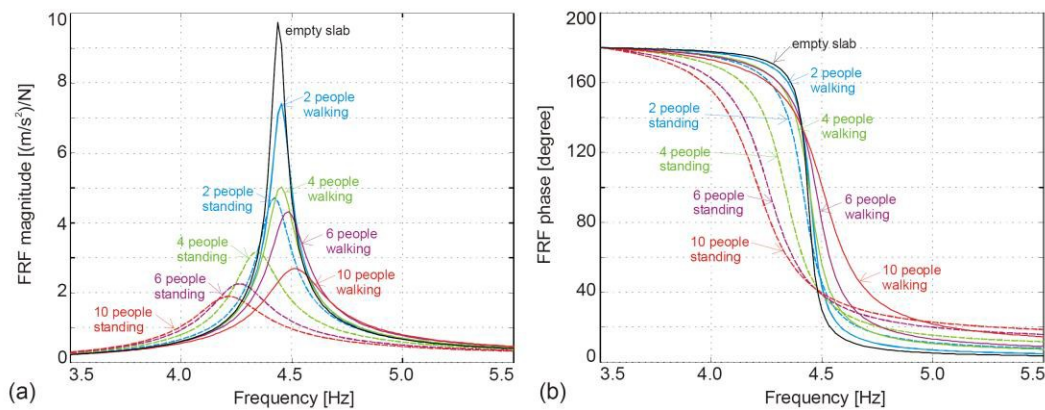 10
8
6
4
2
0
FRF magnitude [(m/s²)/N]
empty slab
2 people
walking
4 people
walking
2 people
standing
6 people
walking
4 people
standing
6 people
standing
10 people
walking
10 people
standing
3.5
4.0
4.5
5.0
5.5
Frequency [Hz]
(a)
200
160
120
80
40
0
FRF phase [degree]
empty slab
2 people
walking
2 people
standing
4 people
walking
4 people
standing
6 people
standing
6 people
walking
10 people
standing
10 people
walking
3.5
4.0
4.5
5.0
5.5
Frequency [Hz]
(b)